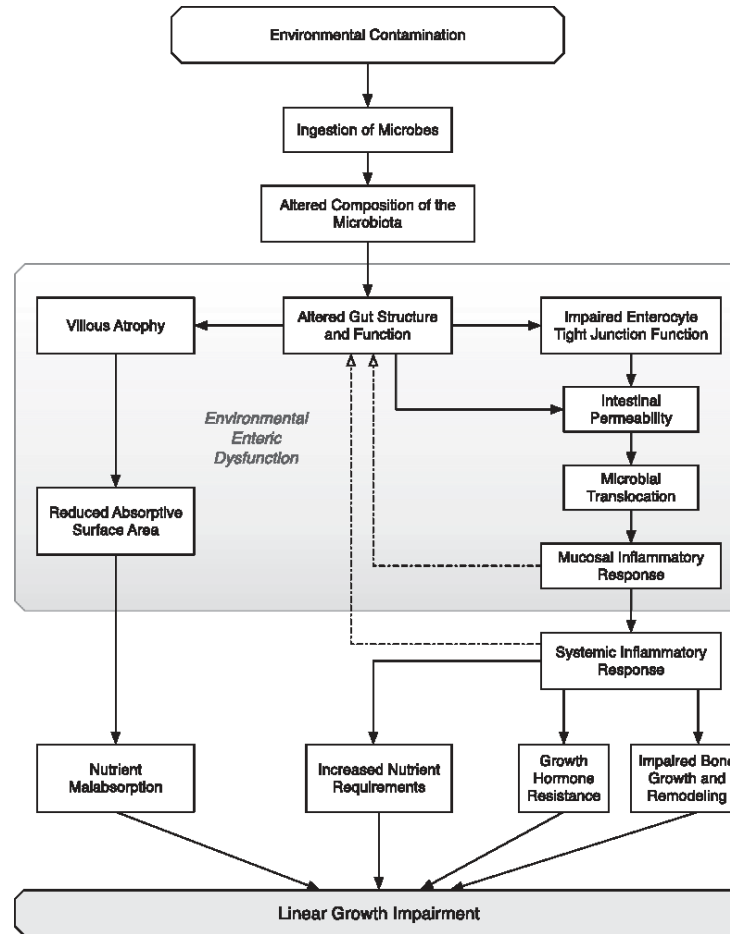 Environmental Contamination
Ingestion of Microbes
Altered Composition of the
Microbiota
Villous Atrophy
Altered Gut Structure
and Function
Impaired Enterocyte
Tight Junction Function
Intestinal
Permeability
Environmental
Enteric
Dysfunction
Microbial
Translocation
Reduced Absorptive
Surface Area
Mucosal Inflammatory
Response
Systemic Inflammatory
Response
Nutrient
Malabsorption
Increased Nutrient
Requirements
Growth
Hormone
Resistance
Impaired Bone
Growth and
Remodeling
Linear Growth Impairment